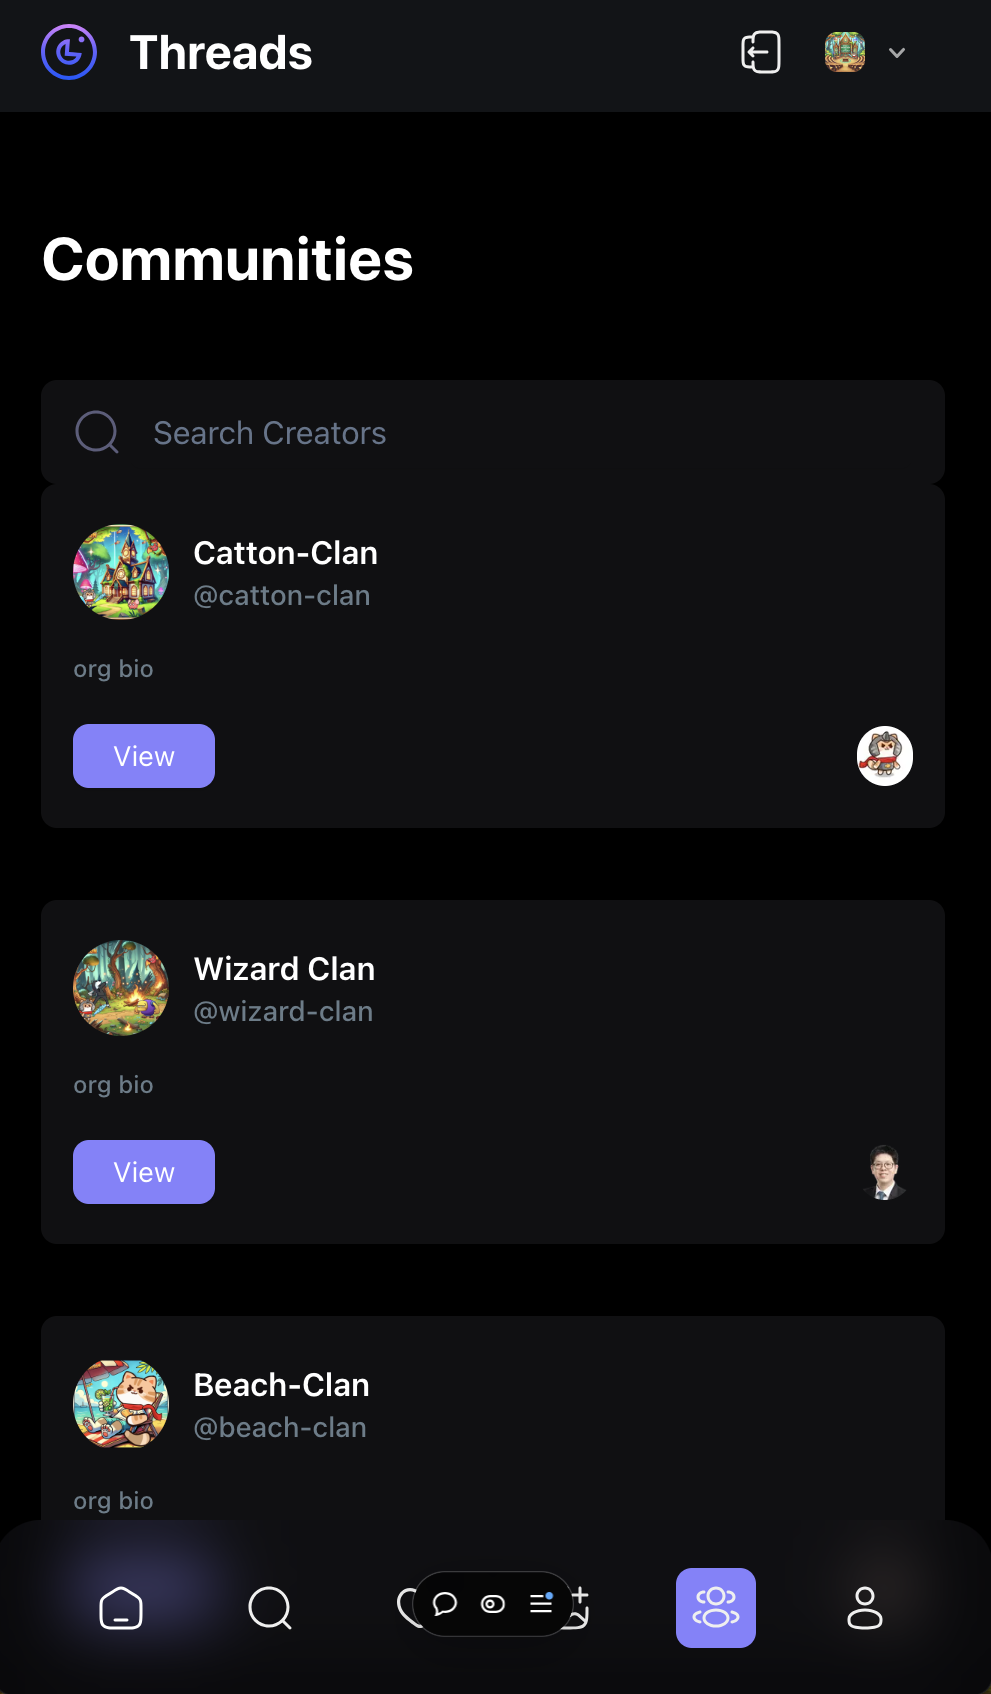 Threads
Communities
Search Creators
Catton-Clan
@catton-clan
org bio
View
Wizard Clan
@wizard-clan
org bio
View
Beach-Clan
@beach-clan
org bio